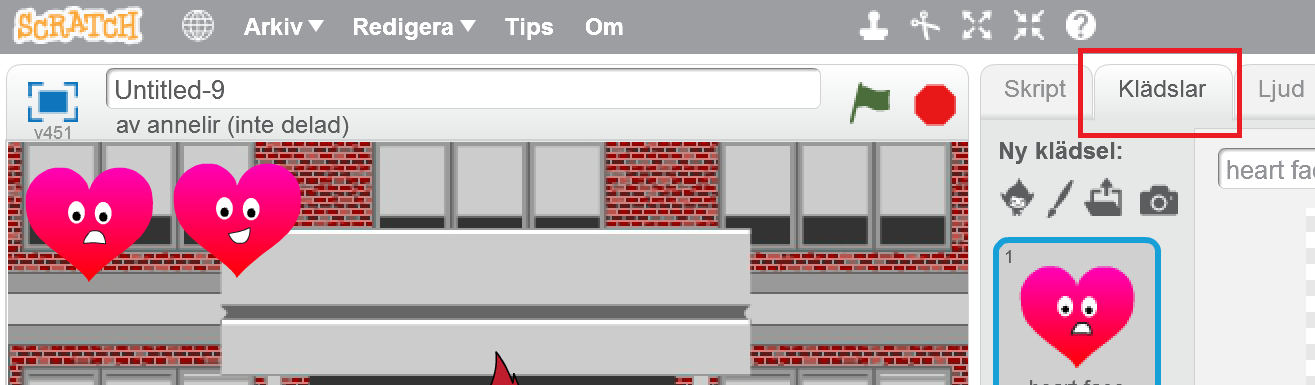 SCRATCH Arkiv Redigera Tips Om ?
Untitled-9
v451
av annelir (inte delad)
Skript Klädslar Ljud
Ny klädsel:
heart fac
1
heart face